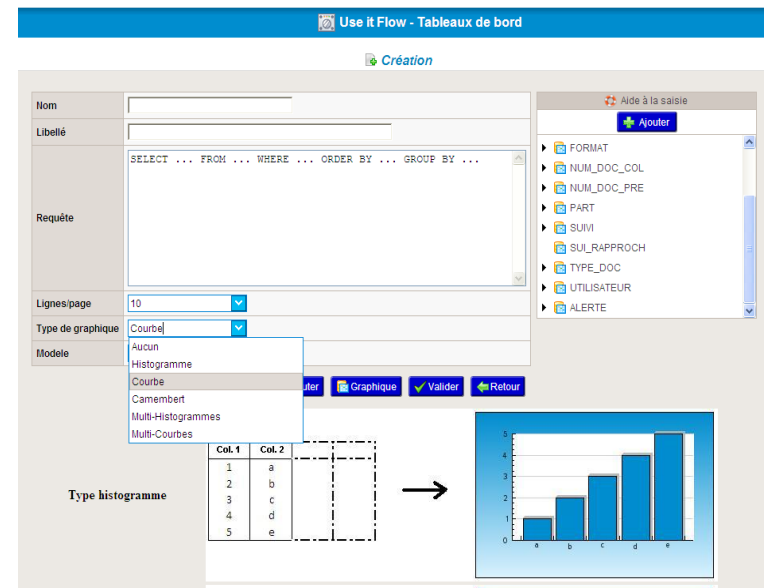 Use it Flow - Tableaux de bord
Création
Nom
Libellé
Requête
SELECT ... FROM ... WHERE ... ORDER BY ... GROUP BY ...
Lignes/page
10
Type de graphique
Courbe
Modele
Aucun
Histogramme
Courbe
Camembert
Multi-Histogrammes
Multi-Courbes
Graphique
Valider
Retour
Aide à la saisie
Ajouter
FORMAT
NUM_DOC_COL
NUM_DOC_PRE
PART
SUIVI
SUI_RAPPROCH
TYPE_DOC
UTILISATEUR
ALERTE
Type histogramme
Col. 1 Col. 2
1 a
2 b
3 c
4 d
5 e
5
4
3
2
1
0
a b c d e